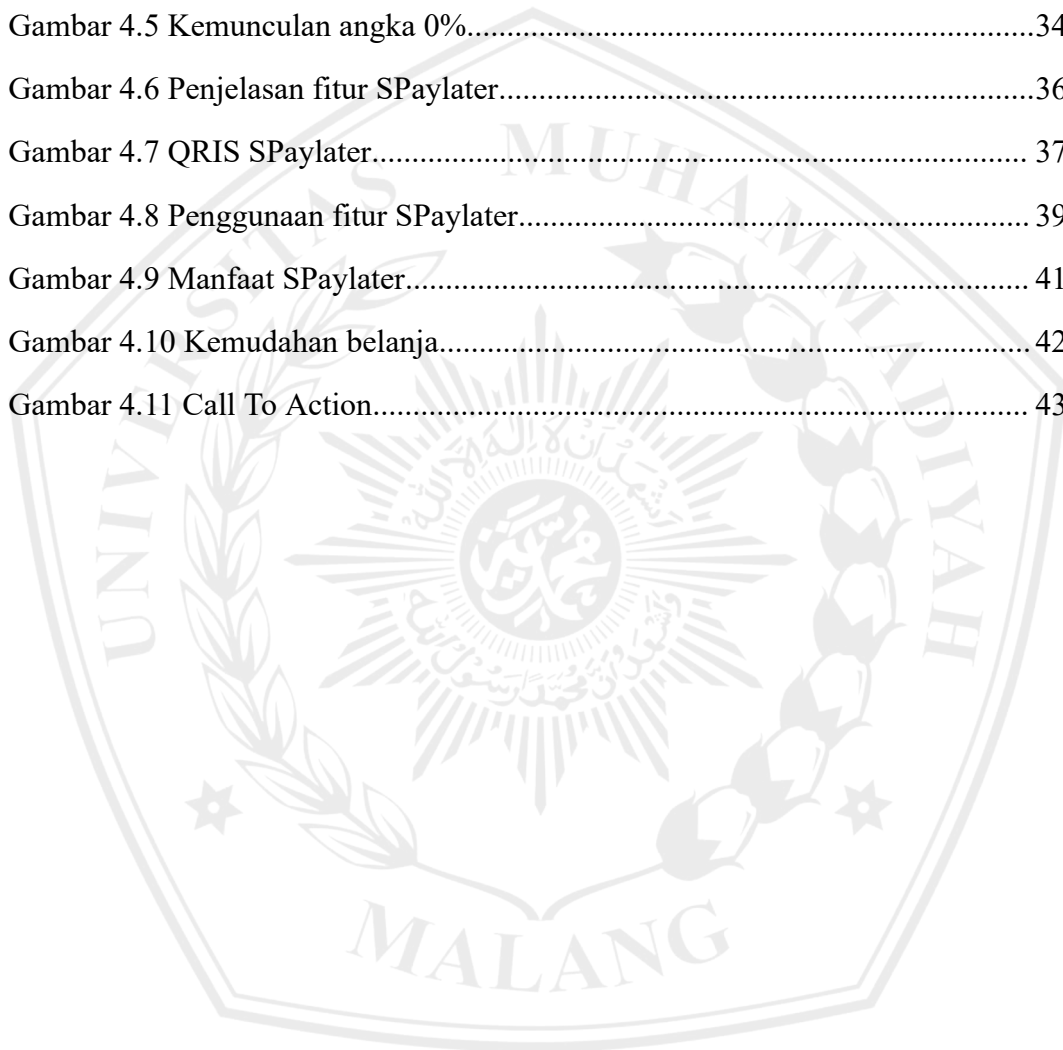 Gambar 4.5 Kemunculan angka 0%......................................................................34
Gambar 4.6 Penjelasan fitur SPaylater..................................................................36
Gambar 4.7 QRIS SPaylater................................................................................. 37
Gambar 4.8 Penggunaan fitur SPaylater............................................................... 39
Gambar 4.9 Manfaat SPaylater............................................................................. 41
Gambar 4.10 Kemudahan belanja......................................................................... 42
Gambar 4.11 Call To Action................................................................................. 43
UNIVERSITAS MUHAMMADIYAH
MALANG